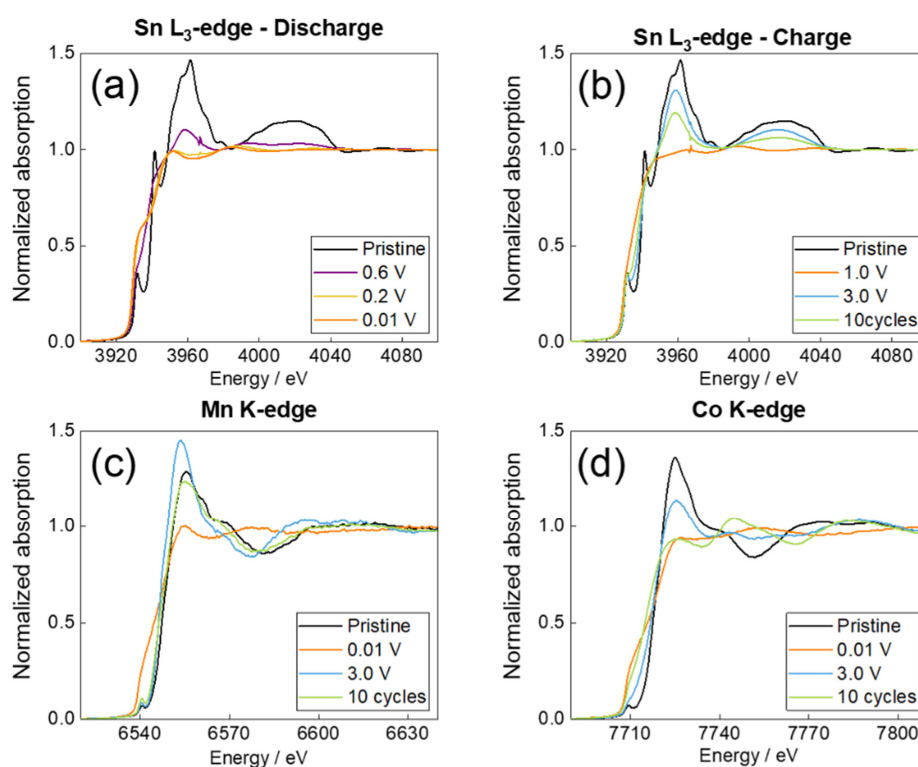 Sn L₃-edge - Discharge
(a)
Normalized absorption
1.5
1.0
0.5
0.0
Pristine
0.6 V
0.2 V
0.01 V
3920 3960 4000 4040 4080
Energy / eV
Sn L₃-edge - Charge
(b)
Normalized absorption
1.5
1.0
0.5
0.0
Pristine
1.0 V
3.0 V
10cycles
3920 3960 4000 4040 4080
Energy / eV
Mn K-edge
(c)
Normalized absorption
1.5
1.0
0.5
0.0
Pristine
0.01 V
3.0 V
10 cycles
6540 6570 6600 6630
Energy / eV
Co K-edge
(d)
Normalized absorption
1.5
1.0
0.5
0.0
Pristine
0.01 V
3.0 V
10 cycles
7710 7740 7770 7800
Energy / eV